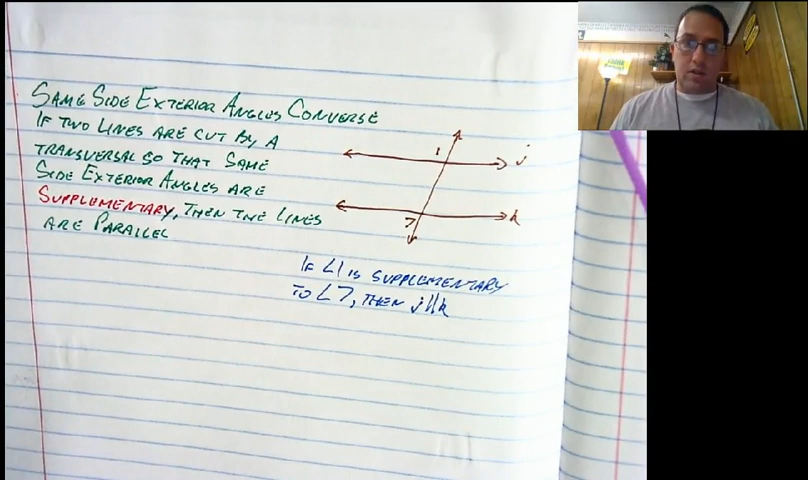 SAME SIDE EXTERIOR ANGLES CONVERSE
IF TWO LINES ARE CUT BY A
TRANSVERSAL SO THAT SAME
SIDE EXTERIOR ANGLES ARE
SUPPLEMENTARY, THEN THE LINES
ARE PARALLEL
1
j
7
k
IF ∠1 IS SUPPLEMENTARY
TO ∠7, THEN j||k